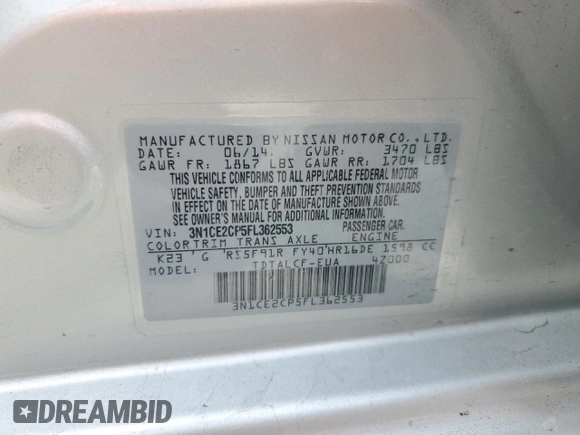 MANUFACTURED BY NISSAN MOTOR CO., LTD.
DATE: 06/14. GVWR: 3470 LBS
GAWR FR: 1867 LBS GAWR RR: 1704 LBS
THIS VEHICLE CONFORMS TO ALL APPLICABLE FEDERAL MOTOR
VEHICLE SAFETY, BUMPER AND THEFT PREVENTION STANDARDS
IN EFFECT ON THE DATE OF MANUFACTURE SHOWN ABOVE.
SEE OWNER'S MANUAL FOR ADDITIONAL INFORMATION.
VIN: 3N1CE2CP5FL362553 PASSENGER CAR.
COLOR TRIM TRANS AXLE ENGINE
K23 ' G 'RS5F91R FY40'HR16DE 1598 CC
MODEL: TDTALCF-EUA 42000
3N1CE2CP5FL362553
DREAMBID